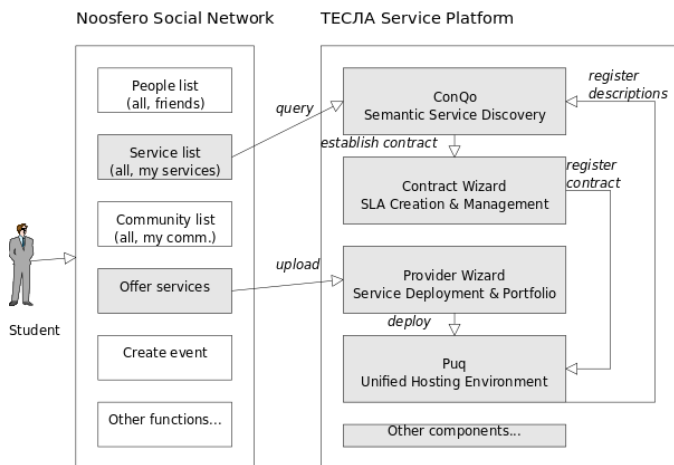 Noosfero Social Network
ТЕСЛА Service Platform
People list
(all, friends)
Service list
(all, my services)
Community list
(all, my comm.)
Offer services
Create event
Other functions...
Student
query
upload
ConQo
Semantic Service Discovery
establish contract
Contract Wizard
SLA Creation & Management
Provider Wizard
Service Deployment & Portfolio
deploy
Puq
Unified Hosting Environment
Other components...
register
descriptions
register
contract